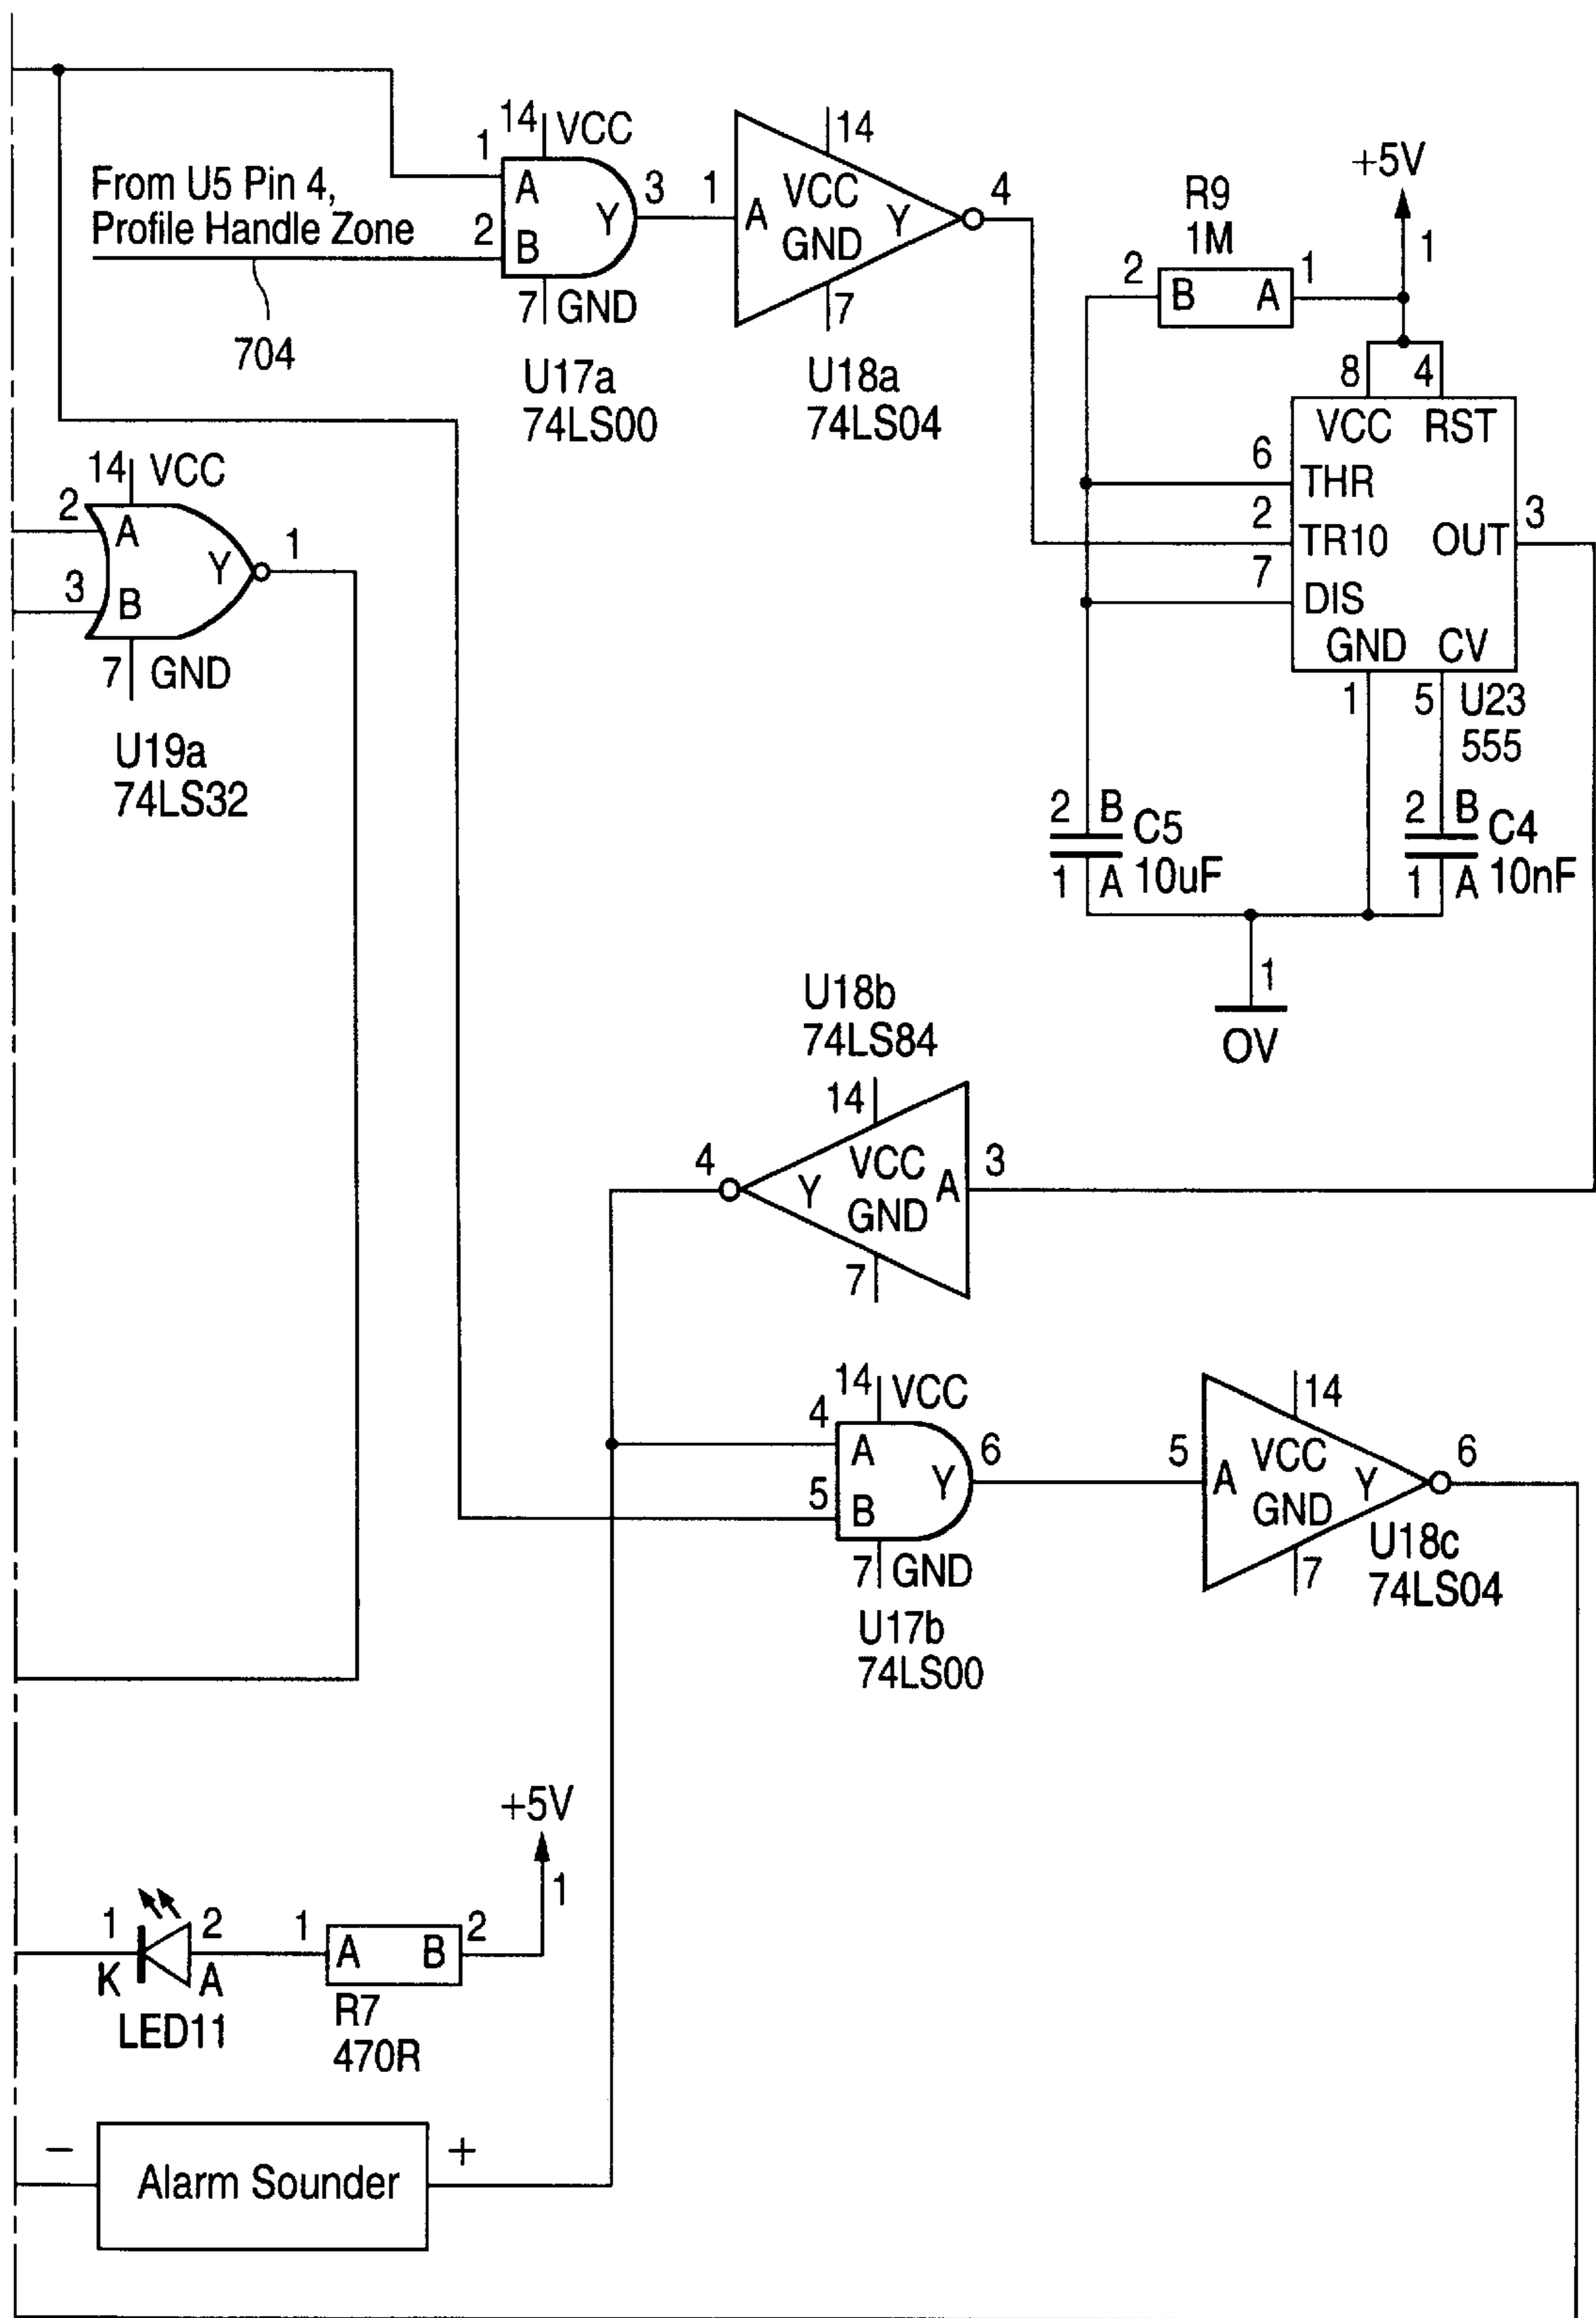 14 VCC
1
A
Y
3
2
B
7 GND
U17a
74LS00
From U5 Pin 4,
Profile Handle Zone
704
14
1
A
VCC
GND
Y
4
7
U18a
74LS04
+5V
1
R9
1M
2
B
A
1
8
4
VCC
RST
6
THR
2
TR10
OUT
3
7
DIS
GND
CV
1
5
U23
555
14 VCC
2
A
Y
1
3
B
7 GND
U19a
74LS32
2 B
C5
1 A
10uF
2 B
C4
1 A
10nF
1
OV
U18b
74LS84
14
4
Y
VCC
GND
A
3
7
14 VCC
4
A
Y
6
5
B
7 GND
U17b
74LS00
14
5
A
VCC
GND
Y
6
7
U18c
74LS04
+5V
1
1
2
K
A
LED11
1
A
B
2
R7
470R
−
Alarm Sounder
+